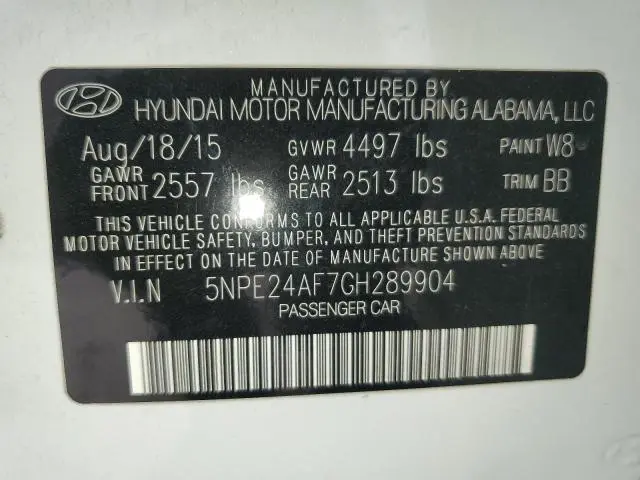 MANUFACTURED BY
HYUNDAI MOTOR MANUFACTURING ALABAMA, LLC
Aug/18/15 GVWR 4497 lbs PAINT W8
GAWR FRONT 2557 lbs GAWR REAR 2513 lbs TRIM BB
THIS VEHICLE CONFORMS TO ALL APPLICABLE U.S.A. FEDERAL
MOTOR VEHICLE SAFETY, BUMPER, AND THEFT PREVENTION STANDARDS
IN EFFECT ON THE DATE OF MANUFACTURE SHOWN ABOVE
V.I.N 5NPE24AF7GH289904
PASSENGER CAR